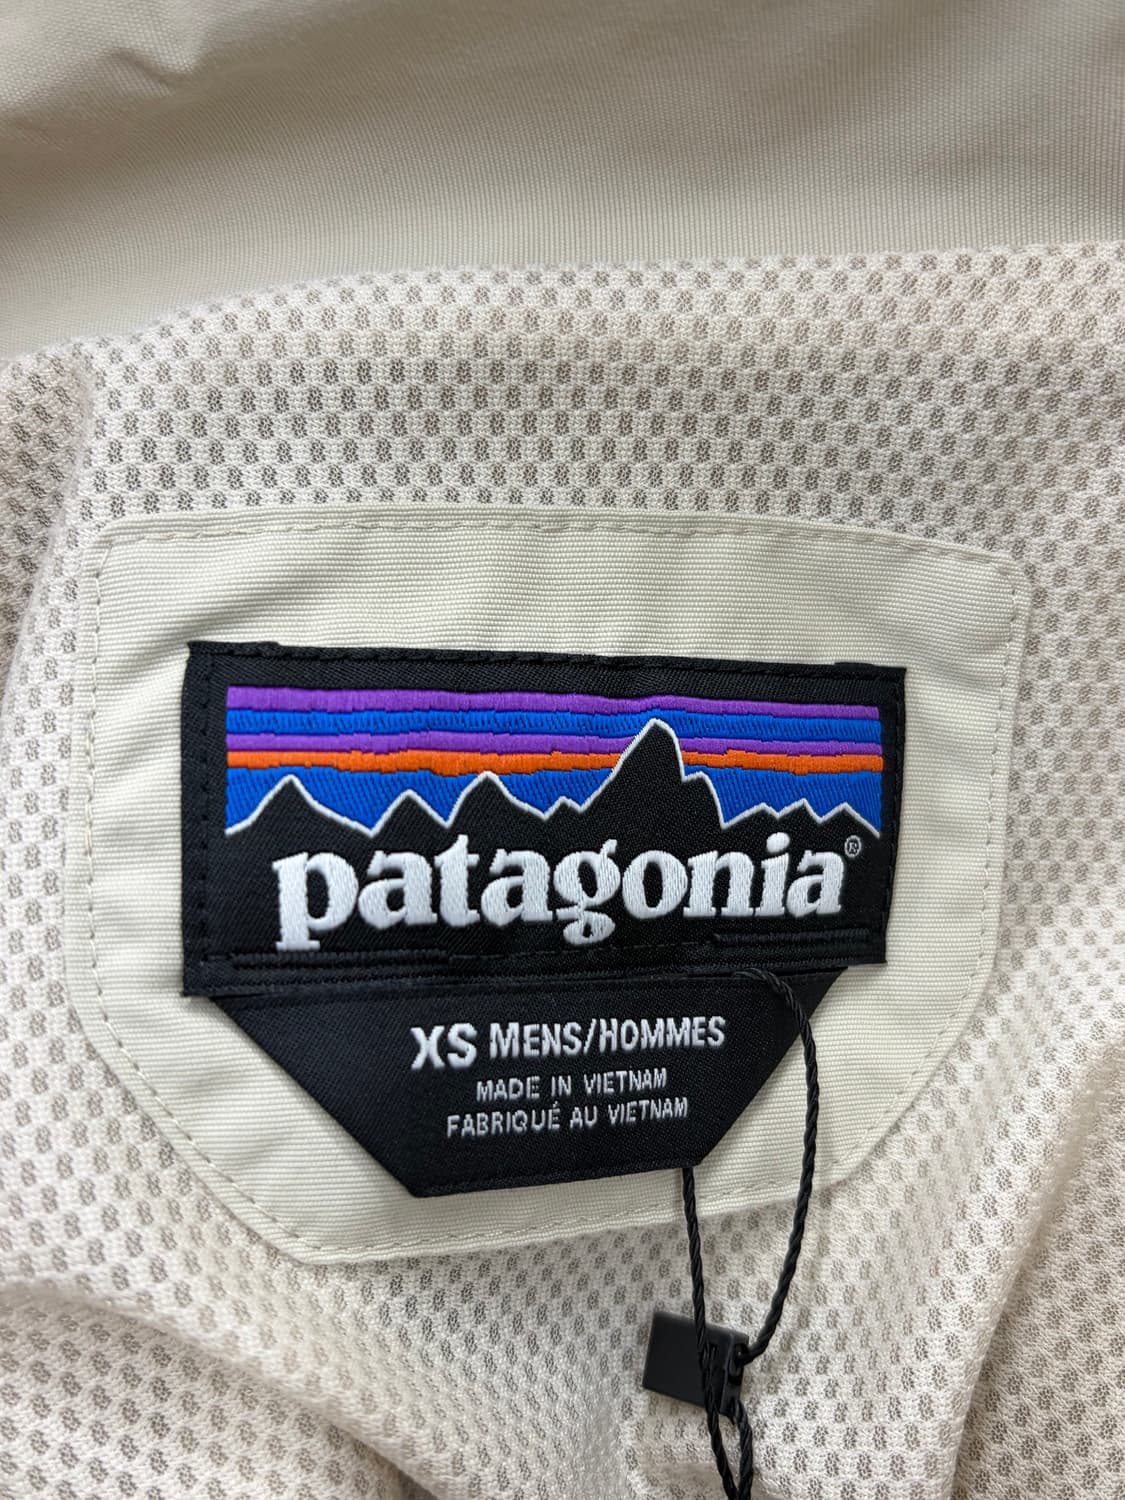 patagonia®
XS MENS/HOMMES
MADE IN VIETNAM
FABRIQUÉ AU VIETNAM